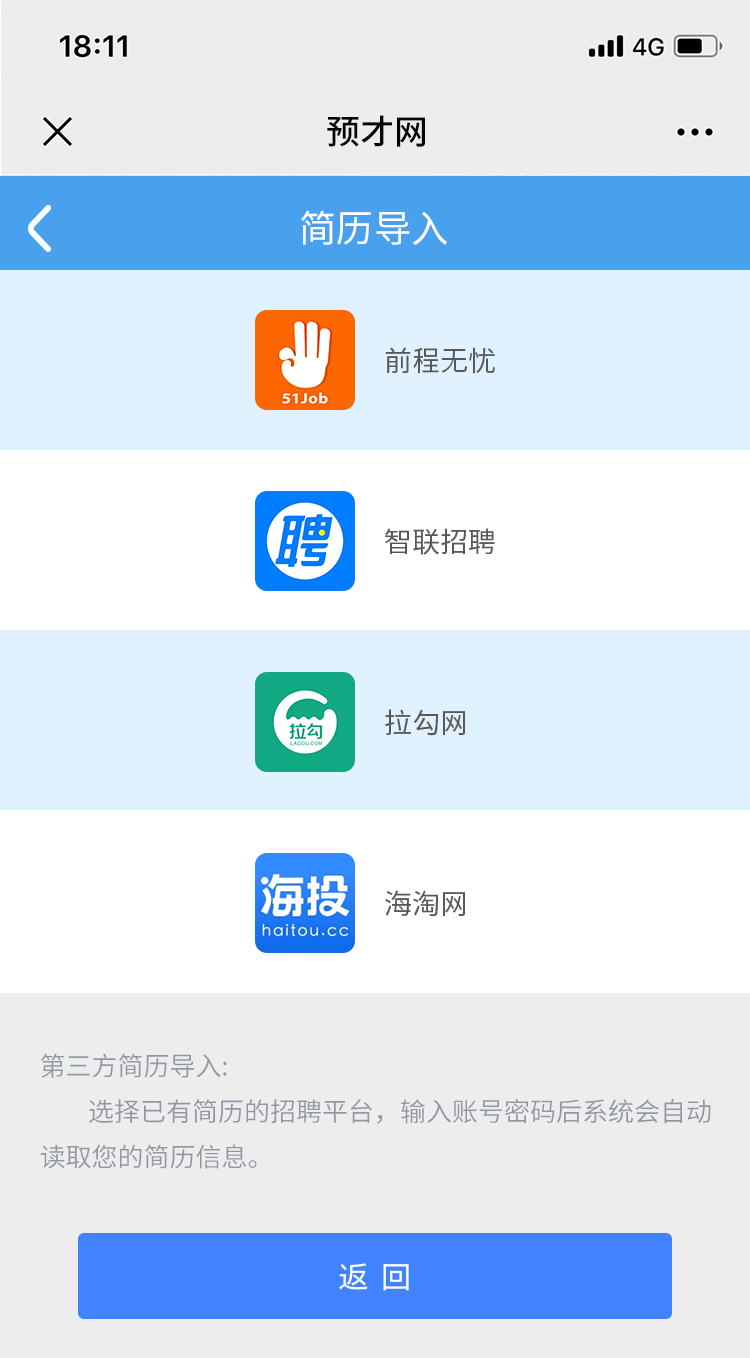 18:11
4G
预才网
简历导入
51Job
前程无忧
聘
智联招聘
拉勾
LAGOU.COM
拉勾网
海投
haitou.cc
海淘网
第三方简历导入:
选择已有简历的招聘平台，输入账号密码后系统会自动
读取您的简历信息。
返 回